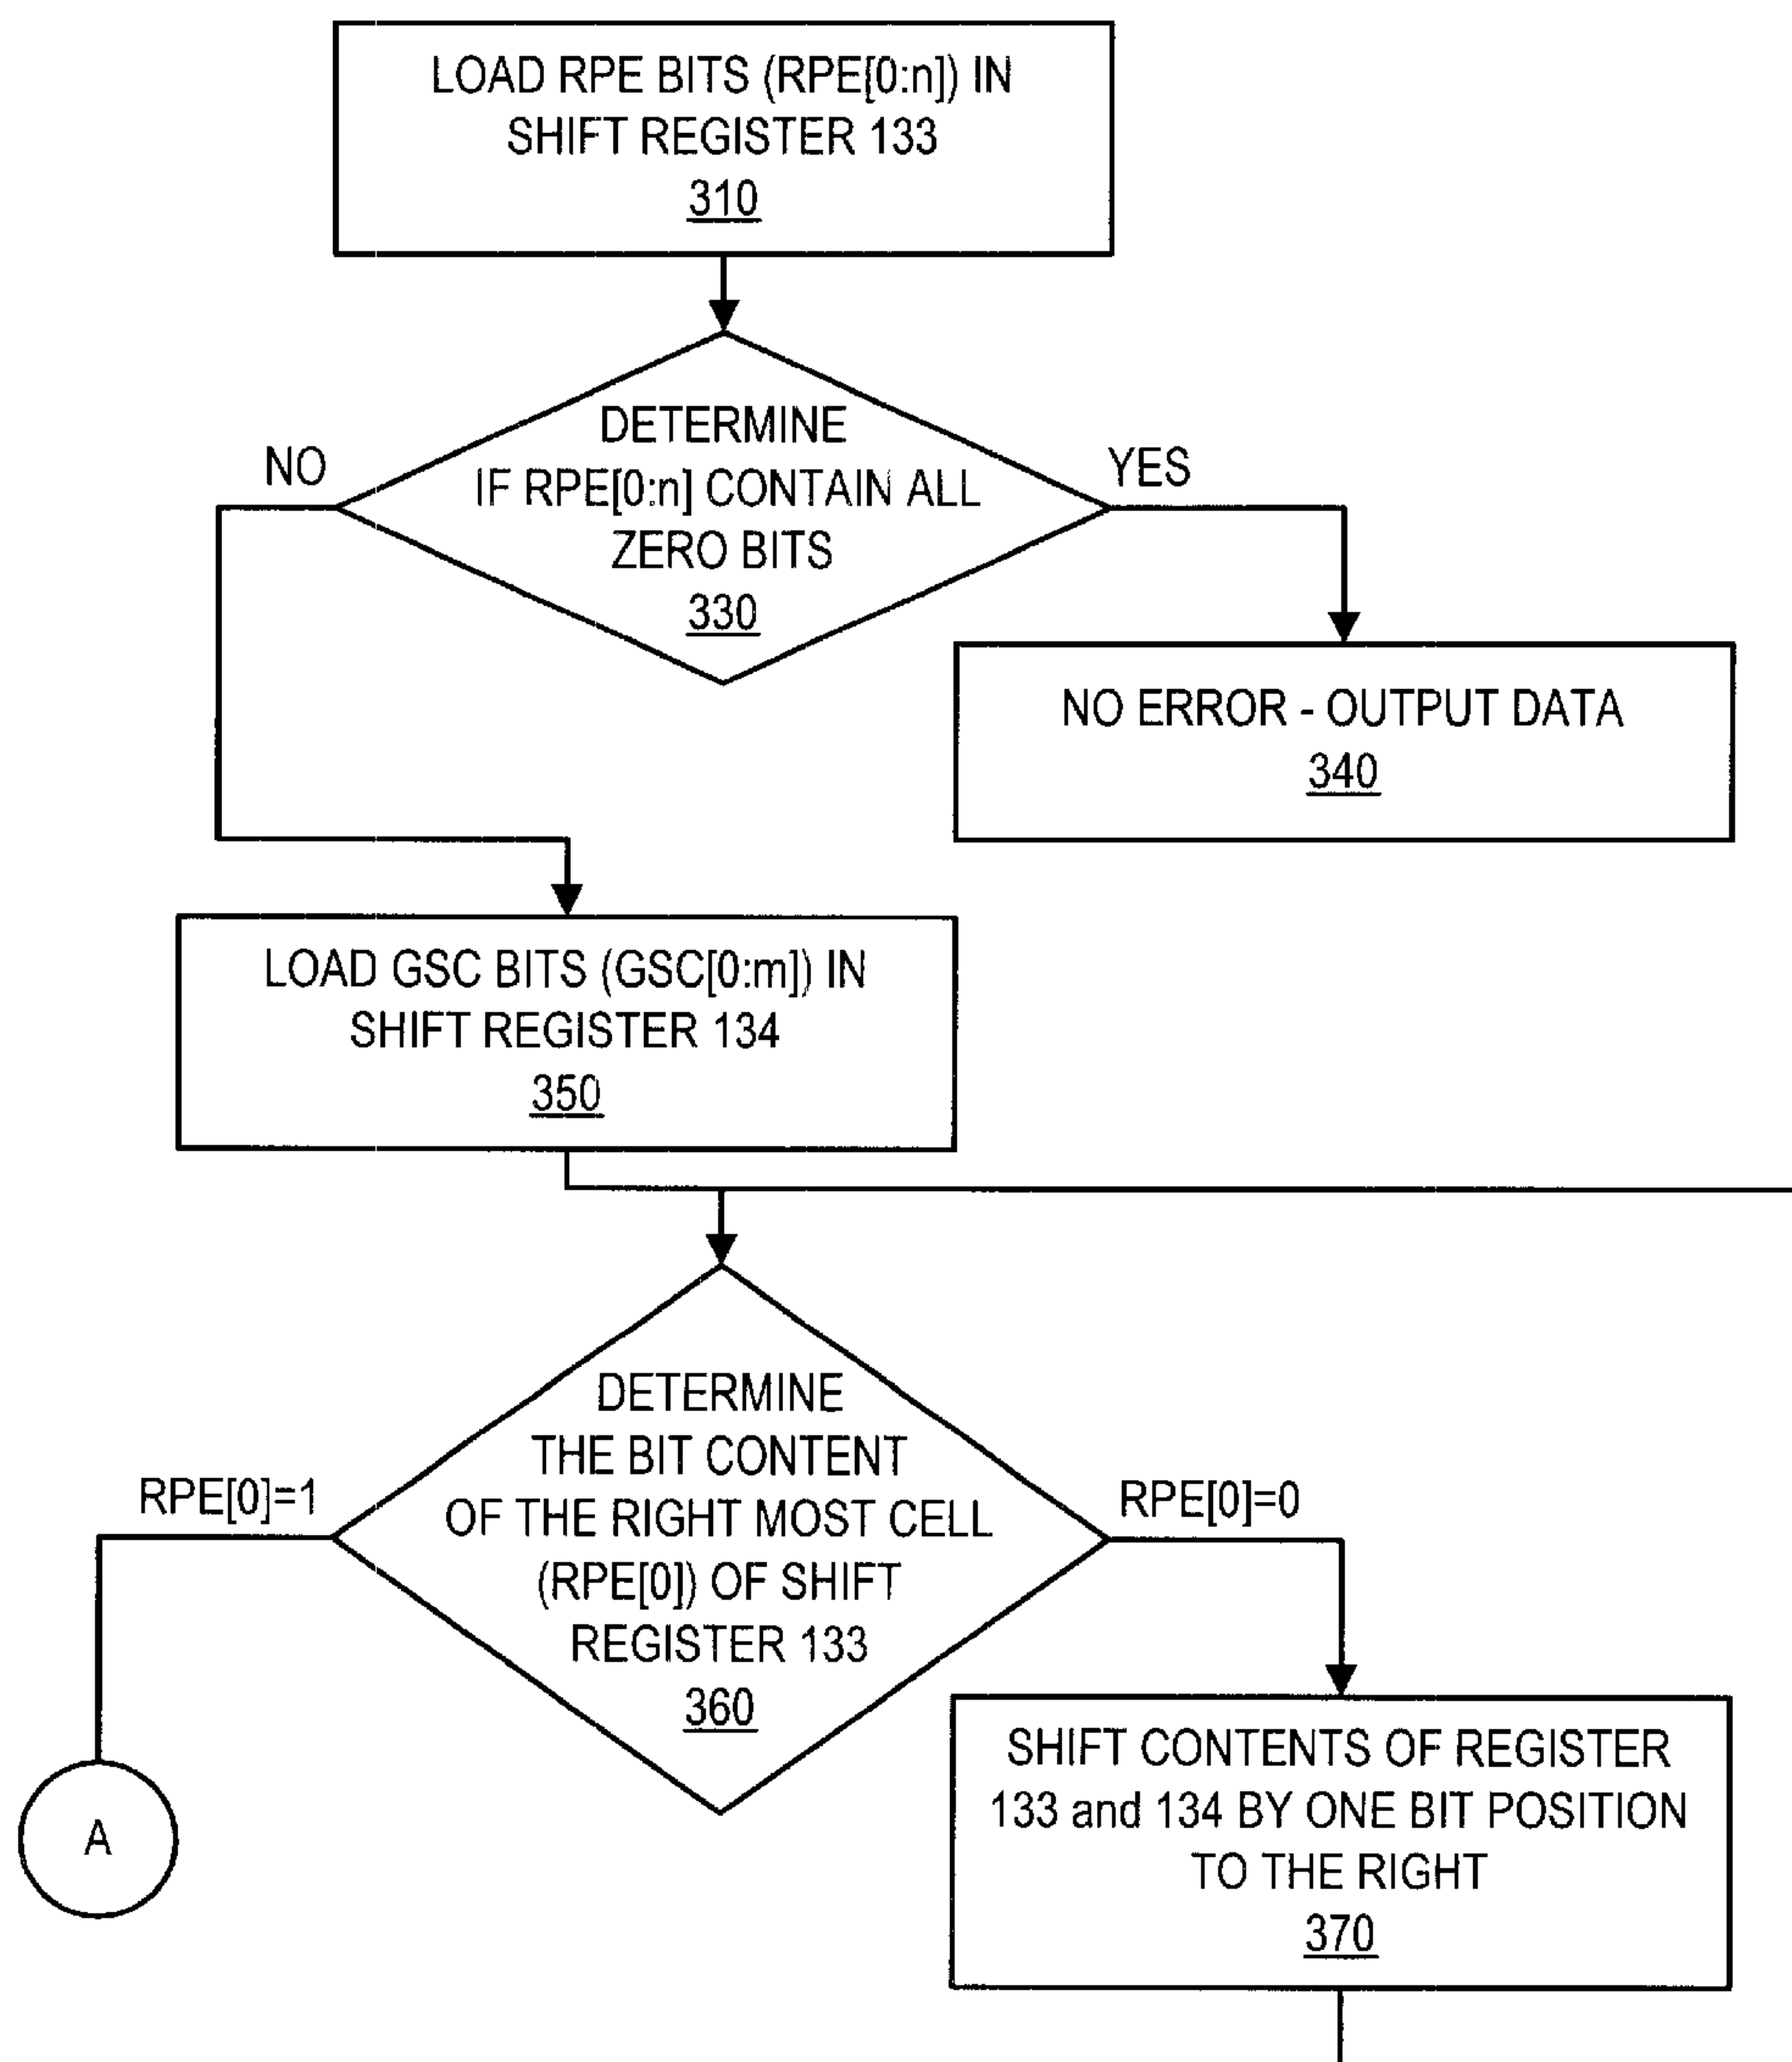 LOAD RPE BITS (RPE[0:n]) IN
SHIFT REGISTER 133
310
DETERMINE
IF RPE[0:n] CONTAIN ALL
ZERO BITS
330
NO
YES
NO ERROR - OUTPUT DATA
340
LOAD GSC BITS (GSC[0:m]) IN
SHIFT REGISTER 134
350
DETERMINE
THE BIT CONTENT
OF THE RIGHT MOST CELL
(RPE[0]) OF SHIFT
REGISTER 133
360
RPE[0]=1
RPE[0]=0
A
SHIFT CONTENTS OF REGISTER
133 and 134 BY ONE BIT POSITION
TO THE RIGHT
370